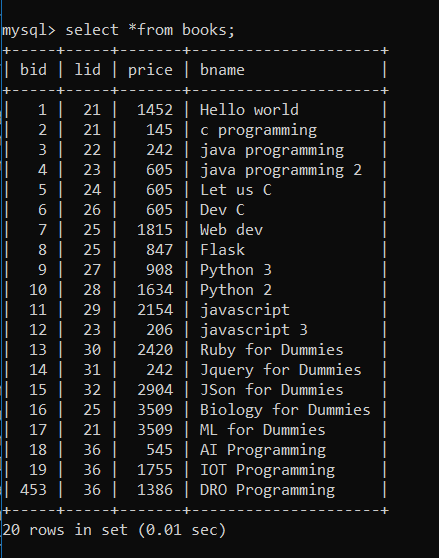 mysql> select *from books;
+-----+-----+-------+----------------------+
| bid | lid | price | bname                |
+-----+-----+-------+----------------------+
|   1 |  21 |  1452 | Hello world          |
|   2 |  21 |   145 | c programming        |
|   3 |  22 |   242 | java programming     |
|   4 |  23 |   605 | java programming 2   |
|   5 |  24 |   605 | Let us C             |
|   6 |  26 |   605 | Dev C                |
|   7 |  25 |  1815 | Web dev              |
|   8 |  25 |   847 | Flask                |
|   9 |  27 |   908 | Python 3             |
|  10 |  28 |  1634 | Python 2             |
|  11 |  29 |  2154 | javascript           |
|  12 |  23 |   206 | javascript 3         |
|  13 |  30 |  2420 | Ruby for Dummies     |
|  14 |  31 |   242 | Jquery for Dummies   |
|  15 |  32 |  2904 | JSon for Dummies     |
|  16 |  25 |  3509 | Biology for Dummies  |
|  17 |  21 |  3509 | ML for Dummies       |
|  18 |  36 |   545 | AI Programming       |
|  19 |  36 |  1755 | IOT Programming      |
| 453 |  36 |  1386 | DRO Programming      |
+-----+-----+-------+----------------------+
20 rows in set (0.01 sec)